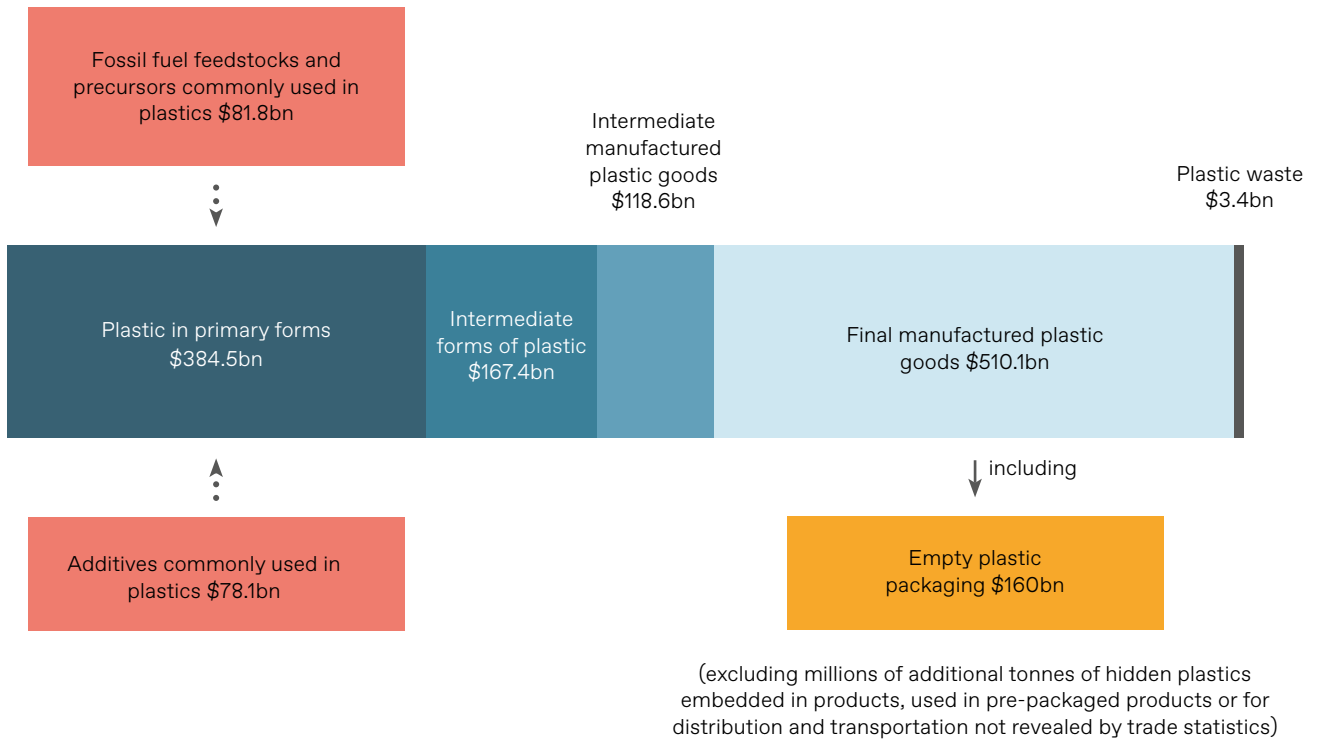 Fossil fuel feedstocks and
precursors commonly used in
plastics $81.8bn
Intermediate
manufactured
plastic goods
$118.6bn
Plastic waste
$3.4bn
Plastic in primary forms
$384.5bn
Intermediate
forms of plastic
$167.4bn
Final manufactured plastic
goods $510.1bn
including
Additives commonly used in
plastics $78.1bn
Empty plastic
packaging $160bn
(excluding millions of additional tonnes of hidden plastics
embedded in products, used in pre-packaged products or for
distribution and transportation not revealed by trade statistics)